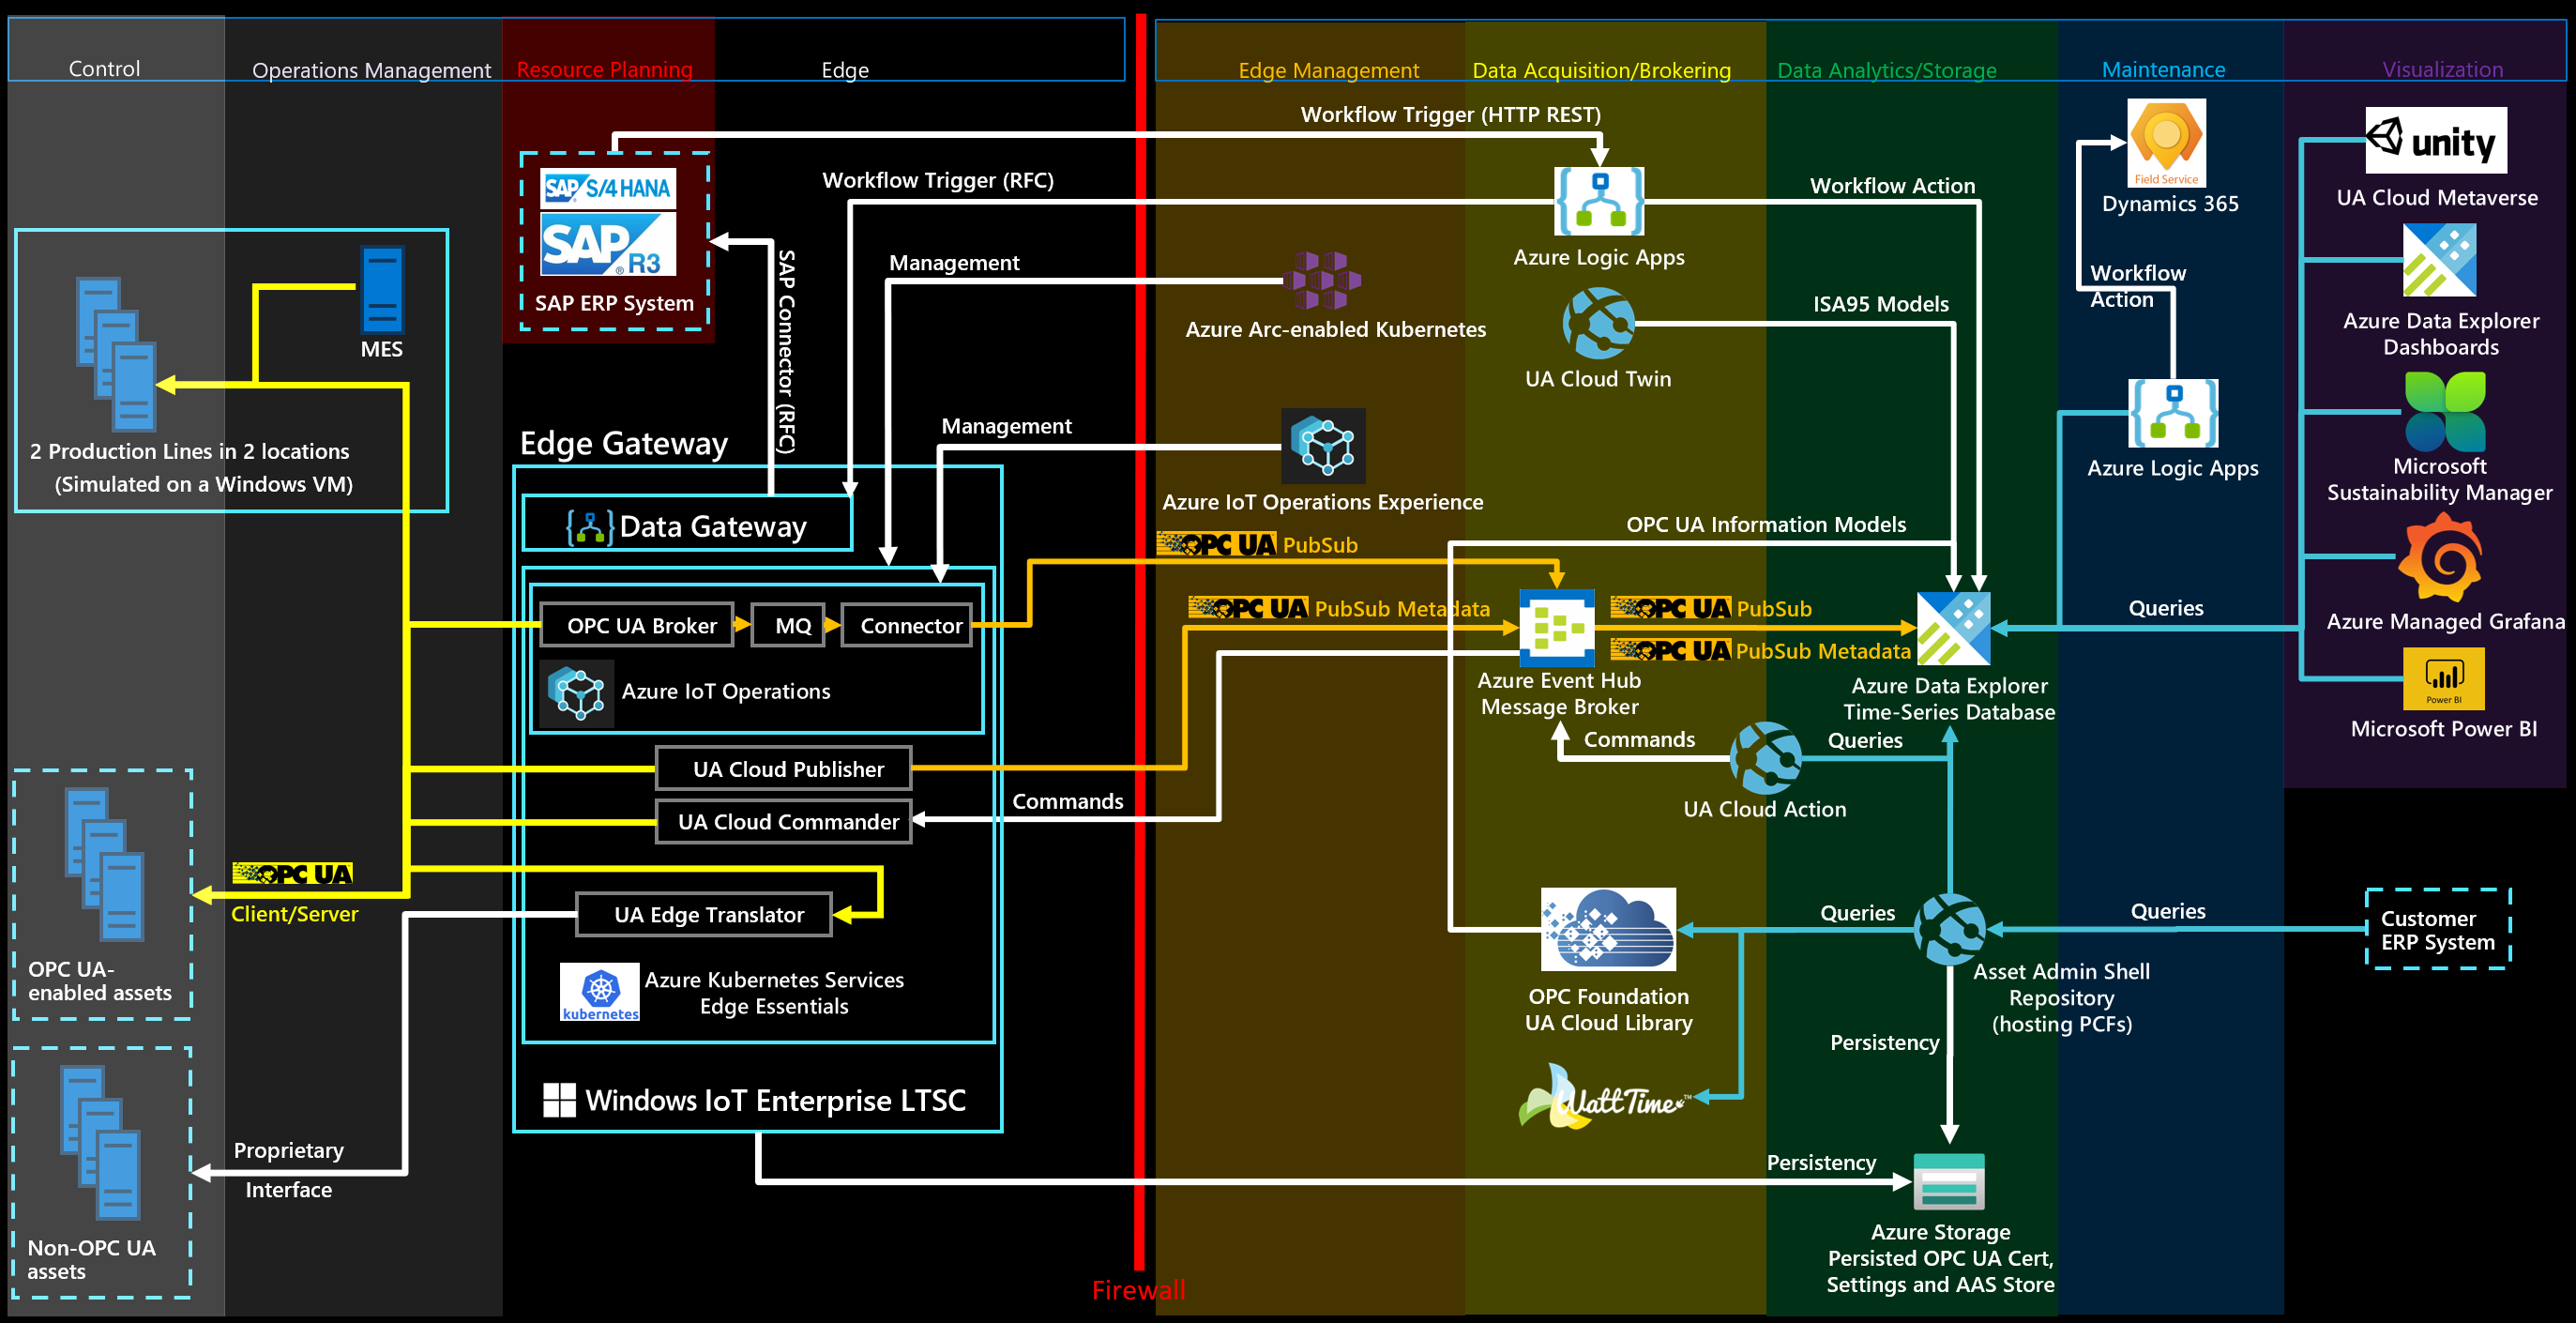 Control
Operations Management
Resource Planning
Edge
Edge Management
Data Acquisition/Brokering
Data Analytics/Storage
Maintenance
Visualization
Workflow Trigger (HTTP REST)
Workflow Trigger (RFC)
Workflow Action
SAP S/4 HANA
SAP® R3
SAP ERP System
SAP Connector (RFC)
MES
2 Production Lines in 2 locations
(Simulated on a Windows VM)
Management
Azure Arc-enabled Kubernetes
Management
Azure IoT Operations Experience
Azure Logic Apps
ISA95 Models
UA Cloud Twin
OPC UA Information Models
Field Service
Dynamics 365
Workflow
Action
Azure Logic Apps
Queries
unity
UA Cloud Metaverse
Azure Data Explorer
Dashboards
Microsoft
Sustainability Manager
Azure Managed Grafana
Power BI
Microsoft Power BI
Edge Gateway
Data Gateway
OPC UA Broker
MQ
Connector
Azure IoT Operations
UA Cloud Publisher
UA Cloud Commander
UA Edge Translator
kubernetes
Azure Kubernetes Services
Edge Essentials
Windows IoT Enterprise LTSC
OPC UA PubSub
OPC UA PubSub Metadata
OPC UA PubSub
OPC UA PubSub Metadata
Azure Event Hub
Message Broker
Azure Data Explorer
Time-Series Database
Commands
Queries
UA Cloud Action
Commands
OPC UA
Client/Server
OPC UA-
enabled assets
Proprietary
Interface
Non-OPC UA
assets
Firewall
OPC Foundation
UA Cloud Library
WattTime™
Queries
Asset Admin Shell
Repository
(hosting PCFs)
Queries
Customer
ERP System
Persistency
Persistency
Azure Storage
Persisted OPC UA Cert,
Settings and AAS Store